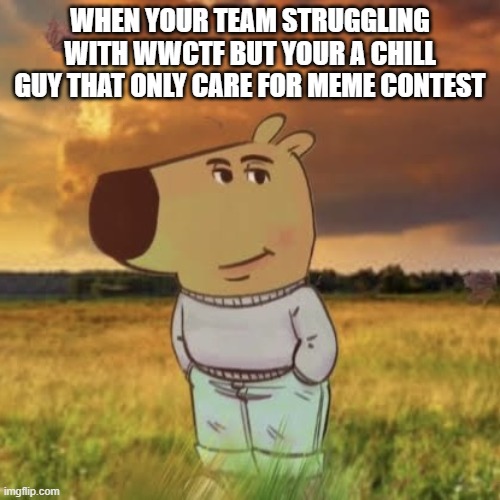 WHEN YOUR TEAM STRUGGLING
WITH WWCTF BUT YOUR A CHILL
GUY THAT ONLY CARE FOR MEME CONTEST
imgflip.com